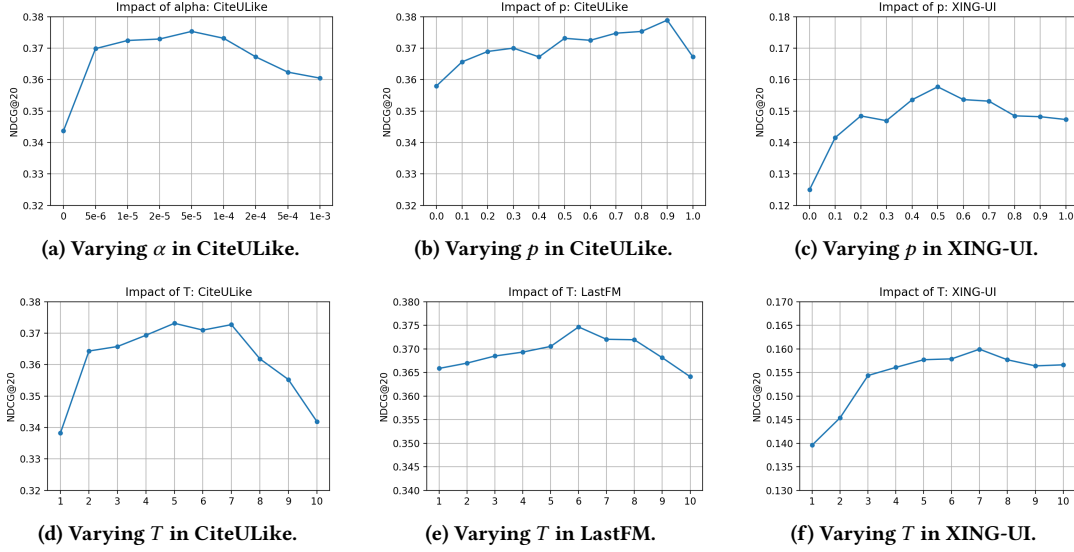 Impact of alpha: CiteULike
NDCG@20
0.38
0.37
0.36
0.35
0.34
0.33
0.32
0 5e-6 1e-5 2e-5 5e-5 1e-4 2e-4 5e-4 1e-3
(a) Varying α in CiteULike.
Impact of p: CiteULike
NDCG@20
0.38
0.37
0.36
0.35
0.34
0.33
0.32
0.0 0.1 0.2 0.3 0.4 0.5 0.6 0.7 0.8 0.9 1.0
(b) Varying p in CiteULike.
Impact of p: XING-UI
NDCG@20
0.18
0.17
0.16
0.15
0.14
0.13
0.12
0.0 0.1 0.2 0.3 0.4 0.5 0.6 0.7 0.8 0.9 1.0
(c) Varying p in XING-UI.
Impact of T: CiteULike
NDCG@20
0.38
0.37
0.36
0.35
0.34
0.33
0.32
1 2 3 4 5 6 7 8 9 10
(d) Varying T in CiteULike.
Impact of T: LastFM
NDCG@20
0.380
0.375
0.370
0.365
0.360
0.355
0.350
0.345
0.340
1 2 3 4 5 6 7 8 9 10
(e) Varying T in LastFM.
Impact of T: XING-UI
NDCG@20
0.170
0.165
0.160
0.155
0.150
0.145
0.140
0.135
0.130
1 2 3 4 5 6 7 8 9 10
(f) Varying T in XING-UI.